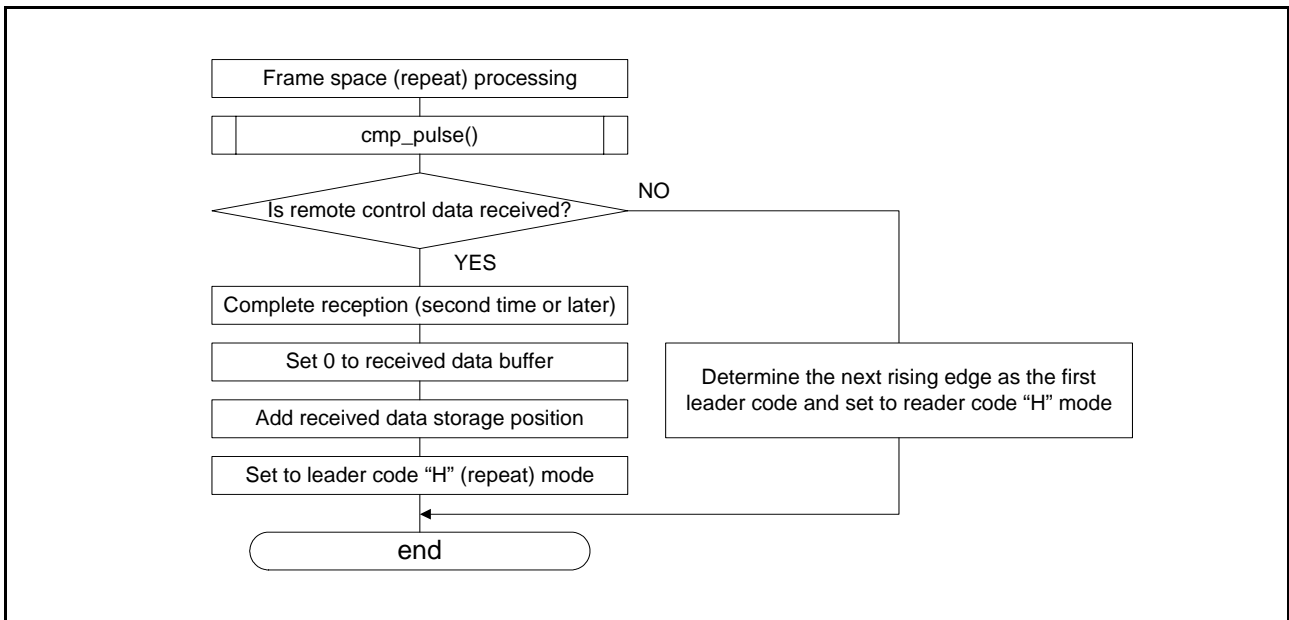 Frame space (repeat) processing
cmp_pulse()
Is remote control data received?
NO
YES
Complete reception (second time or later)
Set 0 to received data buffer
Add received data storage position
Set to leader code “H” (repeat) mode
Determine the next rising edge as the first
leader code and set to reader code “H” mode
end